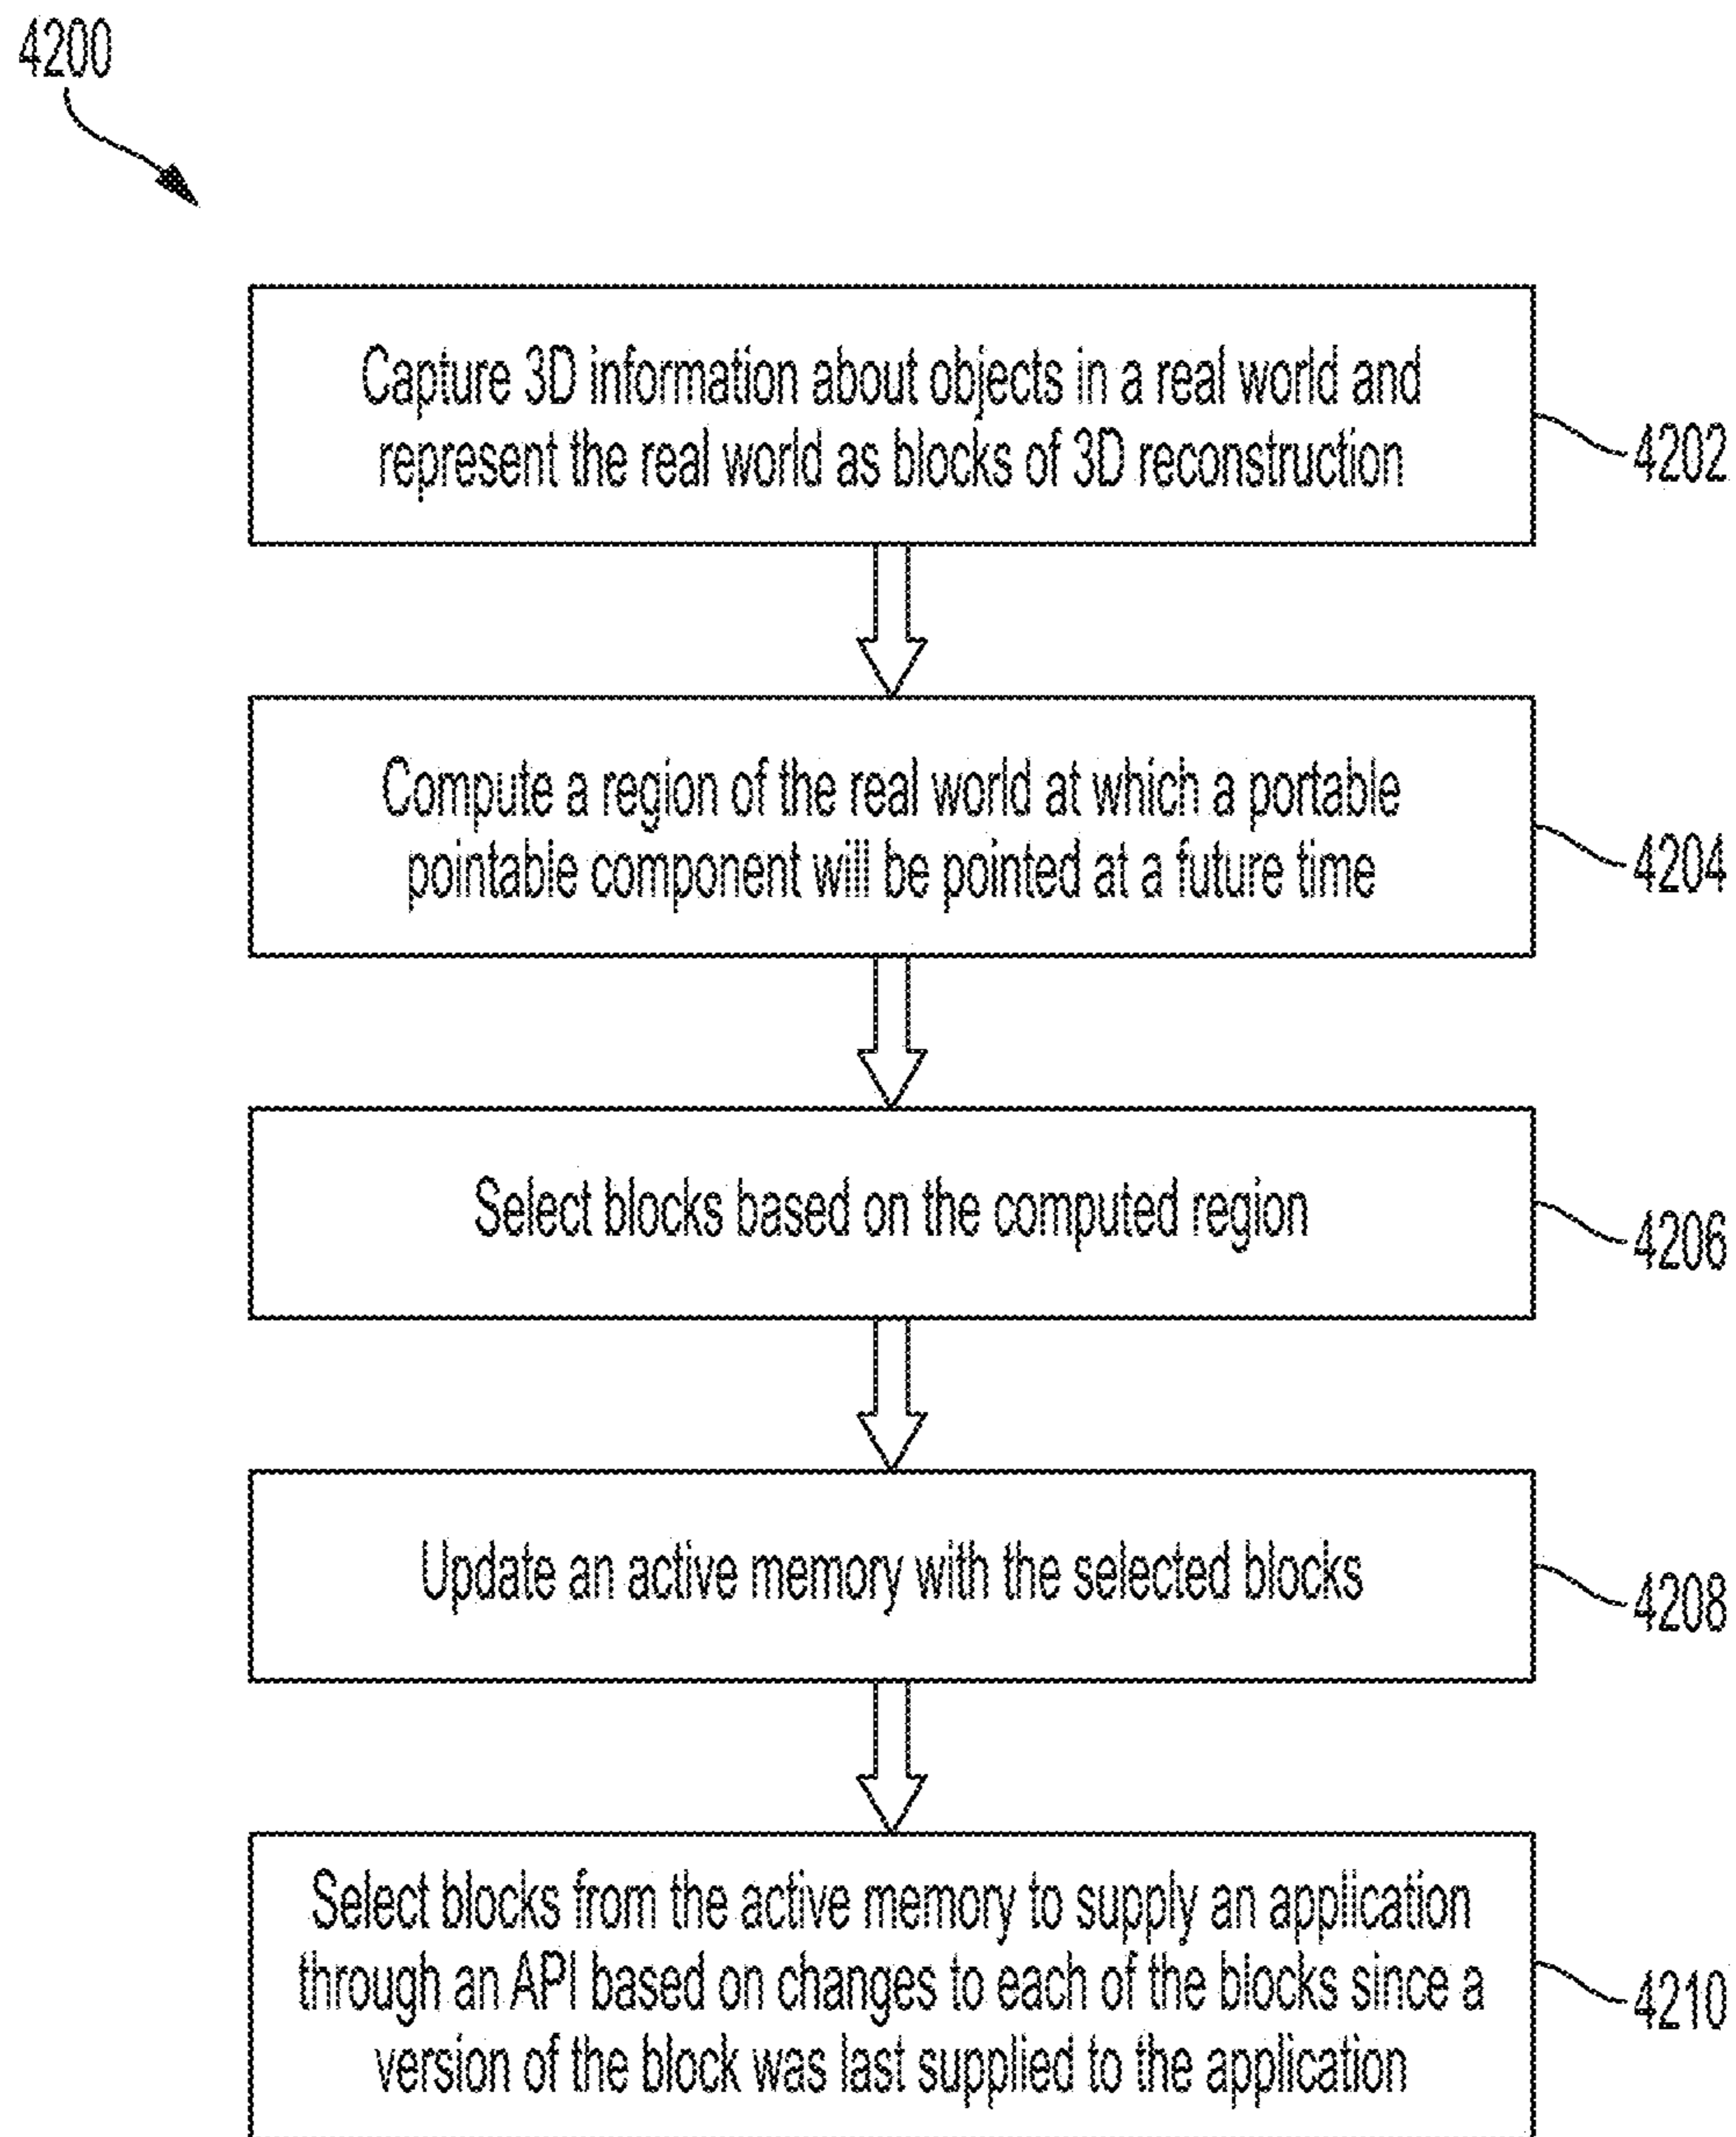 4200
Capture 3D information about objects in a real world and
represent the real world as blocks of 3D reconstruction
4202
Compute a region of the real world at which a portable
pointable component will be pointed at a future time
4204
Select blocks based on the computed region
4206
Update an active memory with the selected blocks
4208
Select blocks from the active memory to supply an application
through an API based on changes to each of the blocks since a
version of the block was last supplied to the application
4210